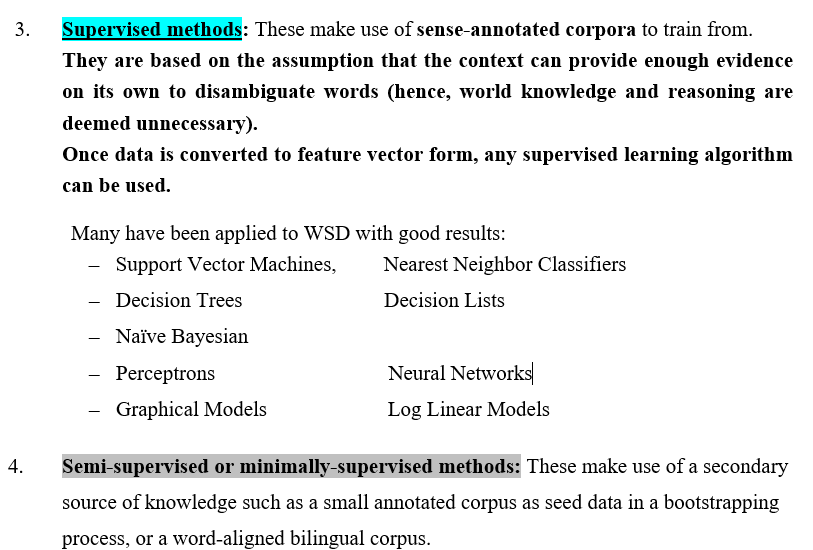 3. Supervised methods: These make use of sense-annotated corpora to train from.
They are based on the assumption that the context can provide enough evidence
on its own to disambiguate words (hence, world knowledge and reasoning are
deemed unnecessary).
Once data is converted to feature vector form, any supervised learning algorithm
can be used.
Many have been applied to WSD with good results:
– Support Vector Machines, Nearest Neighbor Classifiers
– Decision Trees Decision Lists
– Naïve Bayesian
– Perceptrons Neural Networks
– Graphical Models Log Linear Models
4. Semi-supervised or minimally-supervised methods: These make use of a secondary
source of knowledge such as a small annotated corpus as seed data in a bootstrapping
process, or a word-aligned bilingual corpus.